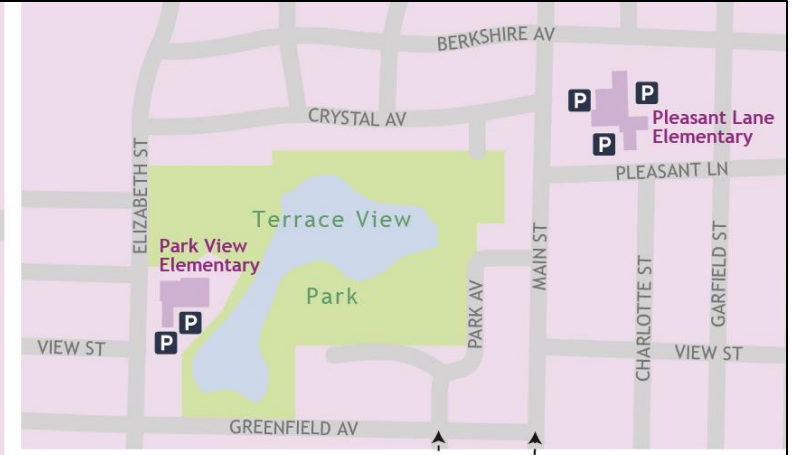 BERKSHIRE AV
P
P
CRYSTAL AV
Pleasant Lane
Elementary
P
PLEASANT LN
ELIZABETH ST
Terrace View
Park View
Elementary
MAIN ST
GARFIELD ST
Park
CHARLOTTE ST
PARK AV
P
P
VIEW ST
VIEW ST
GREENFIELD AV